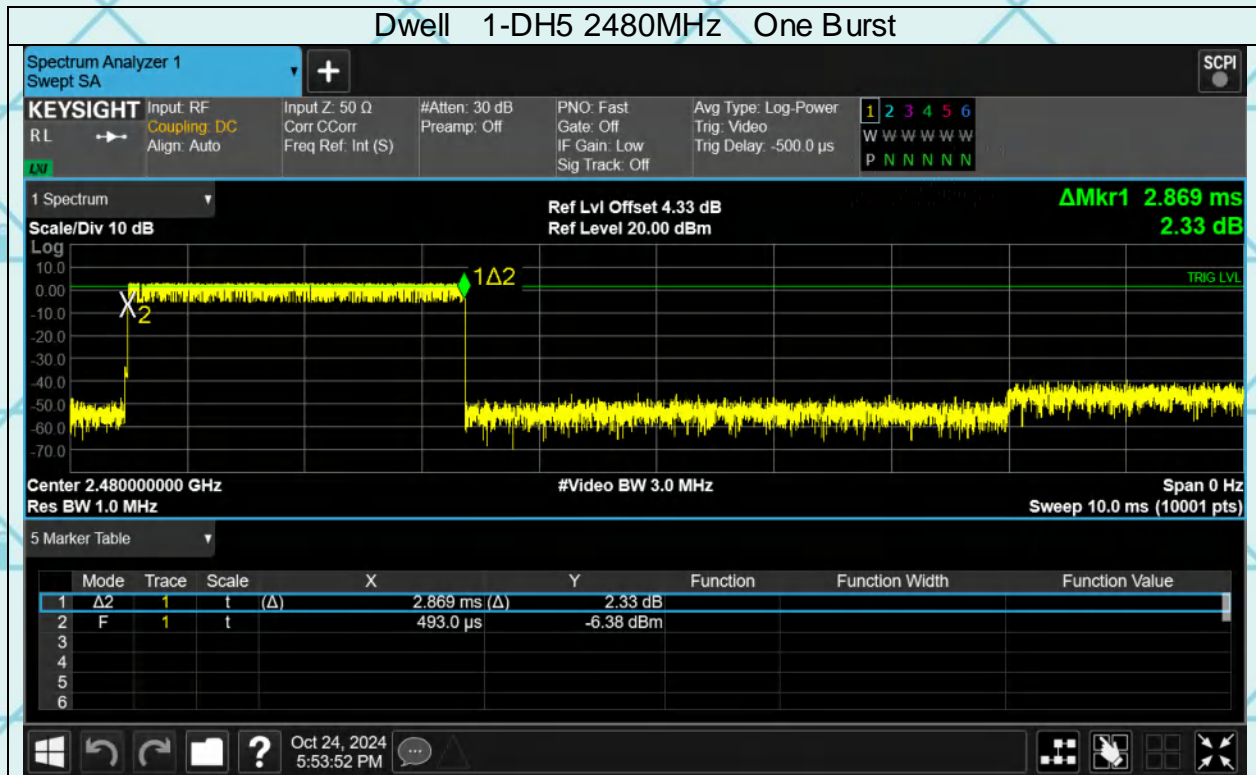 Dwell 1-DH5 2480MHz One Burst
Spectrum Analyzer 1
Swept SA
+
SCPI
KEYSIGHT
RL
LXI
Input: RF
Coupling: DC
Align: Auto
Input Z: 50 Ω
Corr CCorr
Freq Ref: Int (S)
#Atten: 30 dB
Preamp: Off
PNO: Fast
Gate: Off
IF Gain: Low
Sig Track: Off
Avg Type: Log-Power
Trig: Video
Trig Delay: -500.0 µs
1 2 3 4 5 6
W W W W W W
P N N N N N
1 Spectrum
Scale/Div 10 dB
Ref Lvl Offset 4.33 dB
Ref Level 20.00 dBm
ΔMkr1 2.869 ms
2.33 dB
Log
10.0
0.00
-10.0
-20.0
-30.0
-40.0
-50.0
-60.0
-70.0
1Δ2
2
TRIG LVL
Center 2.480000000 GHz
#Video BW 3.0 MHz
Span 0 Hz
Res BW 1.0 MHz
Sweep 10.0 ms (10001 pts)
5 Marker Table
Mode Trace Scale X Y Function Function Width Function Value
1 Δ2 1 t (Δ) 2.869 ms (Δ) 2.33 dB
2 F 1 t 493.0 µs -6.38 dBm
3
4
5
6
?
Oct 24, 2024
5:53:52 PM